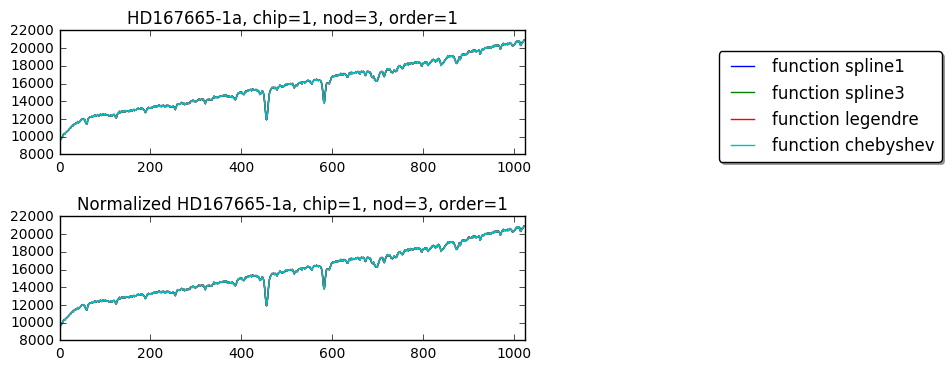 HD167665-1a, chip=1, nod=3, order=1
22000
20000
18000
16000
14000
12000
10000
8000
0 200 400 600 800 1000
function spline1
function spline3
function legendre
function chebyshev
Normalized HD167665-1a, chip=1, nod=3, order=1
22000
20000
18000
16000
14000
12000
10000
8000
0 200 400 600 800 1000